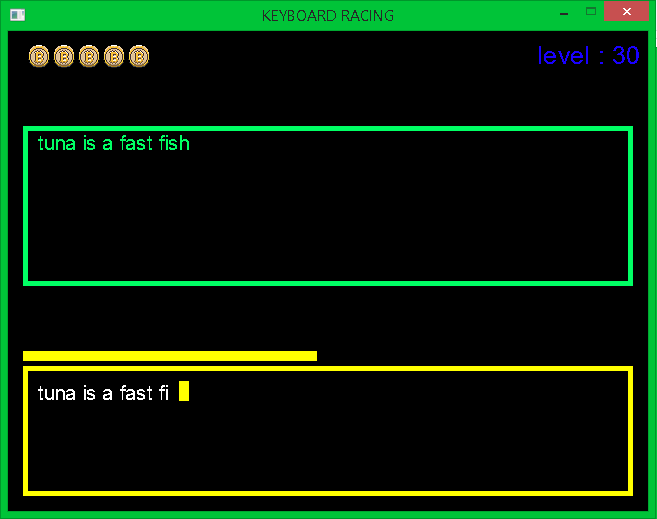 KEYBOARD RACING
level : 30
tuna is a fast fish
tuna is a fast fi